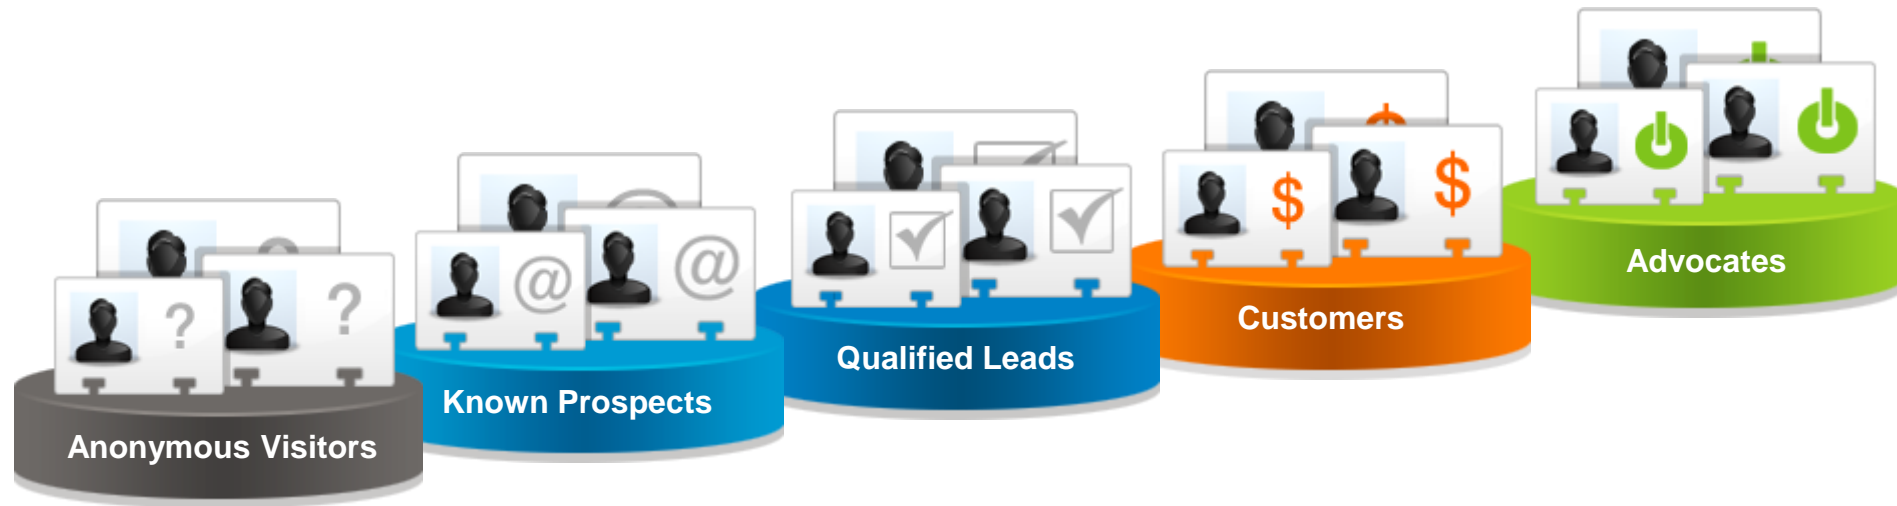 Anonymous Visitors
? ?
Known Prospects
@ @
Qualified Leads
Customers
$ $ $
Advocates